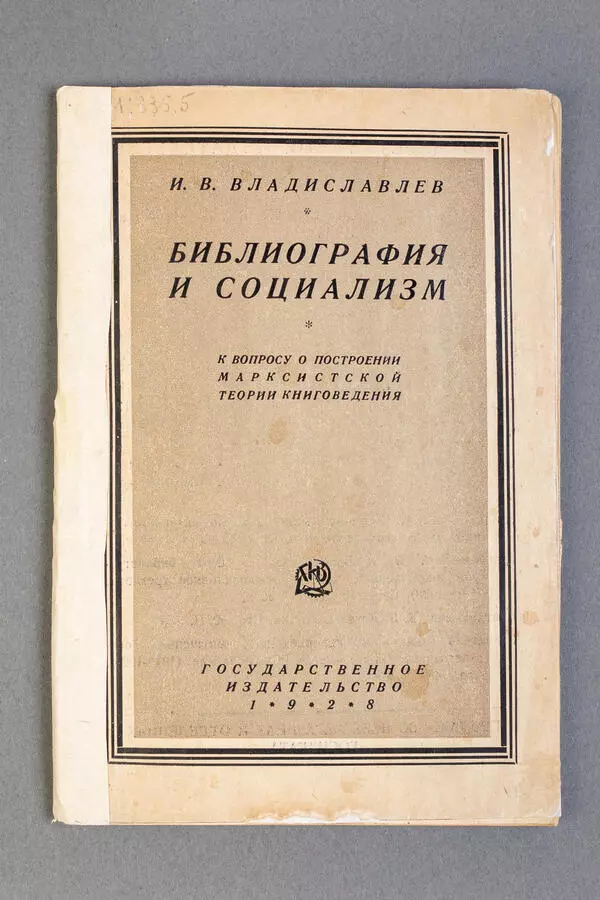 И. В. ВЛАДИСЛАВЛЕВ
*
БИБЛИОГРАФИЯ
И СОЦИАЛИЗМ
*
К ВОПРОСУ О ПОСТРОЕНИИ
МАРКСИСТСКОЙ
ТЕОРИИ КНИГОВЕДЕНИЯ
ГОСУДАРСТВЕННОЕ
ИЗДАТЕЛЬСТВО
1•9•2•8